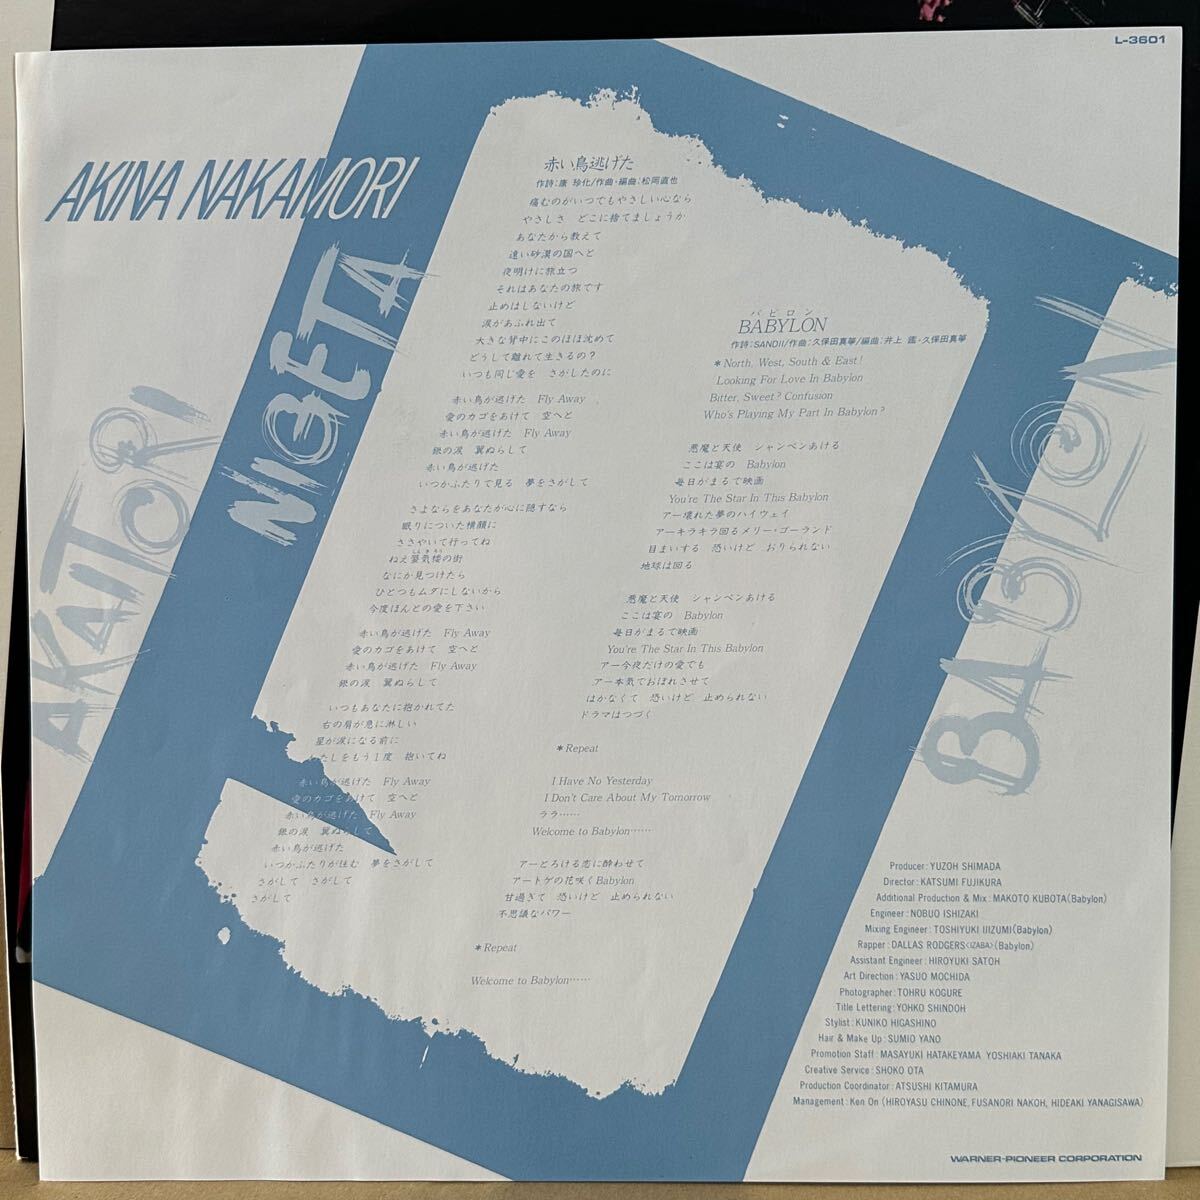 L-3601
AKINA NAKAMORI
AKAITORI
NIGETA
BABYLON
赤い鳥逃げた
作詩:康 珍化/作曲・編曲:松岡直也
痛むのがいつでもやさしい心なら
やさしさ どこに捨てましょうか
あなたから教えて
遠い砂漠の国へと
夜明けに旅立つ
それはあなたの旅です
止めはしないけど
涙があふれ出て
大きな背中にこのほほ沈めて
どうして離れて生きるの?
いつも同じ愛を さがしたのに
赤い鳥が逃げた Fly Away
愛のカゴをあけて 空へと
赤い鳥が逃げた Fly Away
銀の涙 翼ぬらして
赤い鳥が逃げた
いつかふたりで見る 夢をさがして
さよならをあなたが心に隠すなら
眠りについた横顔に
ささやいて行ってね
ねえ蜃気楼の街
しんきろう
なにか見つけたら
ひとつもムダにしないから
今度ほんとの愛を下さい
赤い鳥が逃げた Fly Away
愛のカゴをあけて 空へと
赤い鳥が逃げた Fly Away
銀の涙 翼ぬらして
いつもあなたに抱かれてた
右の肩が急に淋しい
星が涙になる前に
わたしをもう1度 抱いてね
赤い鳥が逃げた Fly Away
愛のカゴをあけて 空へと
赤い鳥が逃げた Fly Away
銀の涙 翼ぬらして
赤い鳥が逃げた
いつかふたりが住む 夢をさがして
さがして さがして
さがして
バビロン
BABYLON
作詩:SANDII/作曲:久保田真箏/編曲:井上 鑑・久保田真箏
*North, West, South & East!
Looking For Love In Babylon
Bitter, Sweet? Confusion
Who's Playing My Part In Babylon?
悪魔と天使 シャンペンあける
ここは宴の Babylon
毎日がまるで映画
You're The Star In This Babylon
アー壊れた夢のハイウェイ
アーキラキラ回るメリー・ゴーランド
目まいする 恐いけど おりられない
地球は回る
悪魔と天使 シャンペンあける
ここは宴の Babylon
毎日がまるで映画
You're The Star In This Babylon
アー今夜だけの愛でも
アー本気でおぼれさせて
はかなくて 恐いけど 止められない
ドラマはつづく
*Repeat
I Have No Yesterday
I Don't Care About My Tomorrow
ララ……
Welcome to Babylon……
アーとろける恋に酔わせて
アートゲの花咲くBabylon
甘過ぎて 恐いけど 止められない
不思議なパワー
*Repeat
Welcome to Babylon……
Producer:YUZOH SHIMADA
Director:KATSUMI FUJIKURA
Additional Production & Mix:MAKOTO KUBOTA(Babylon)
Engineer:NOBUO ISHIZAKI
Mixing Engineer:TOSHIYUKI IIIZUMI(Babylon)
Rapper:DALLAS RODGERS<IZABA>(Babylon)
Assistant Engineer:HIROYUKI SATOH
Art Direction:YASUO MOCHIDA
Photographer:TOHRU KOGURE
Title Lettering:YOHKO SHINDOH
Stylist:KUNIKO HIGASHINO
Hair & Make Up:SUMIO YANO
Promotion Staff:MASAYUKI HATAKEYAMA YOSHIAKI TANAKA
Creative Service:SHOKO OTA
Production Coordinator:ATSUSHI KITAMURA
Management:Ken On (HIROYASU CHINONE, FUSANORI NAKOH, HIDEAKI YANAGISAWA)
WARNER-PIONEER CORPORATION